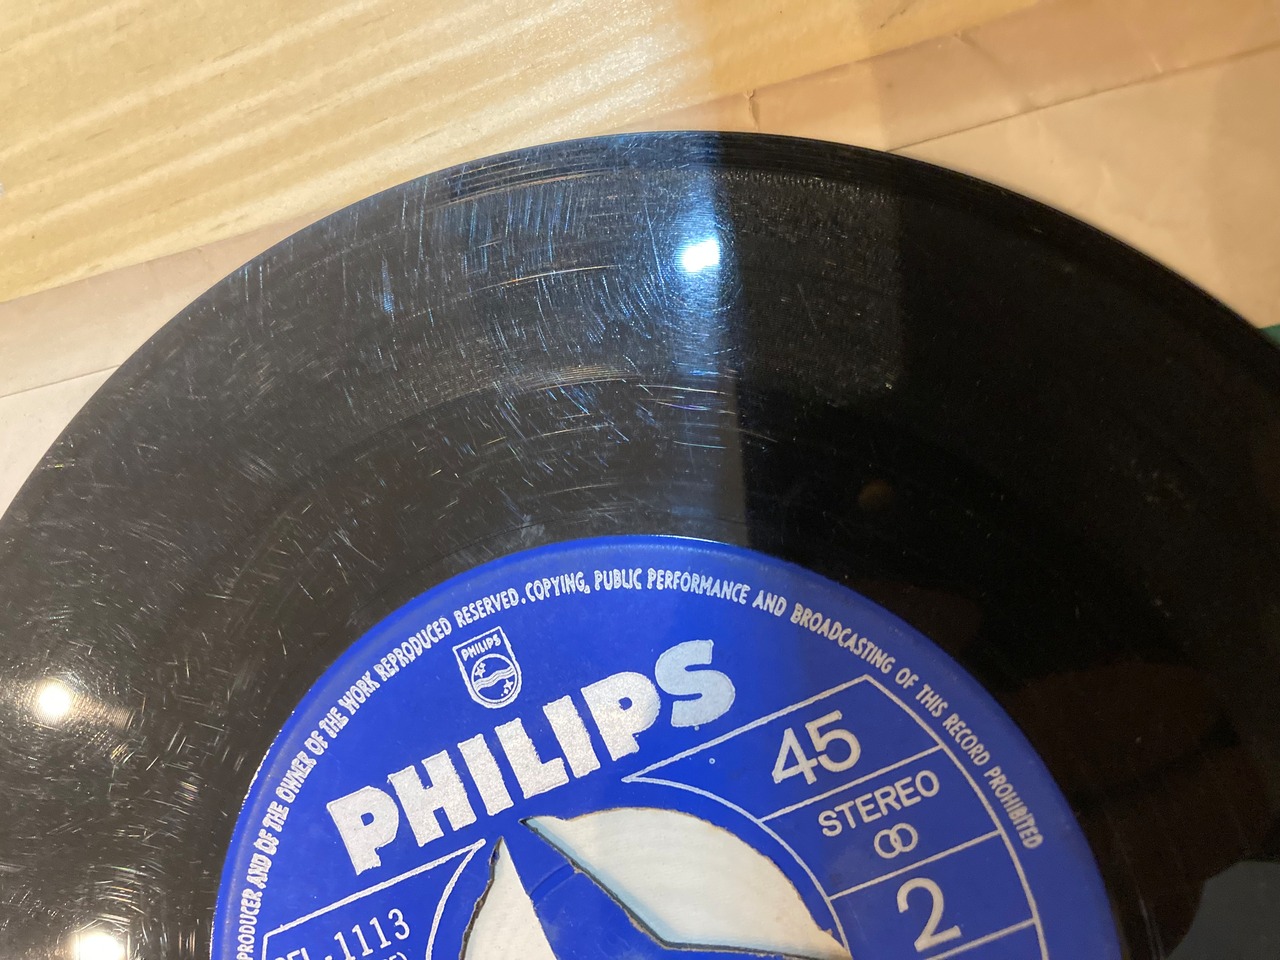 PRODUCER AND OF THE OWNER OF THE WORK REPRODUCED RESERVED. COPYING, PUBLIC PERFORMANCE AND BROADCASTING OF THIS RECORD PROHIBITED
PHILIPS
PHILIPS
45
STEREO
2
-1113